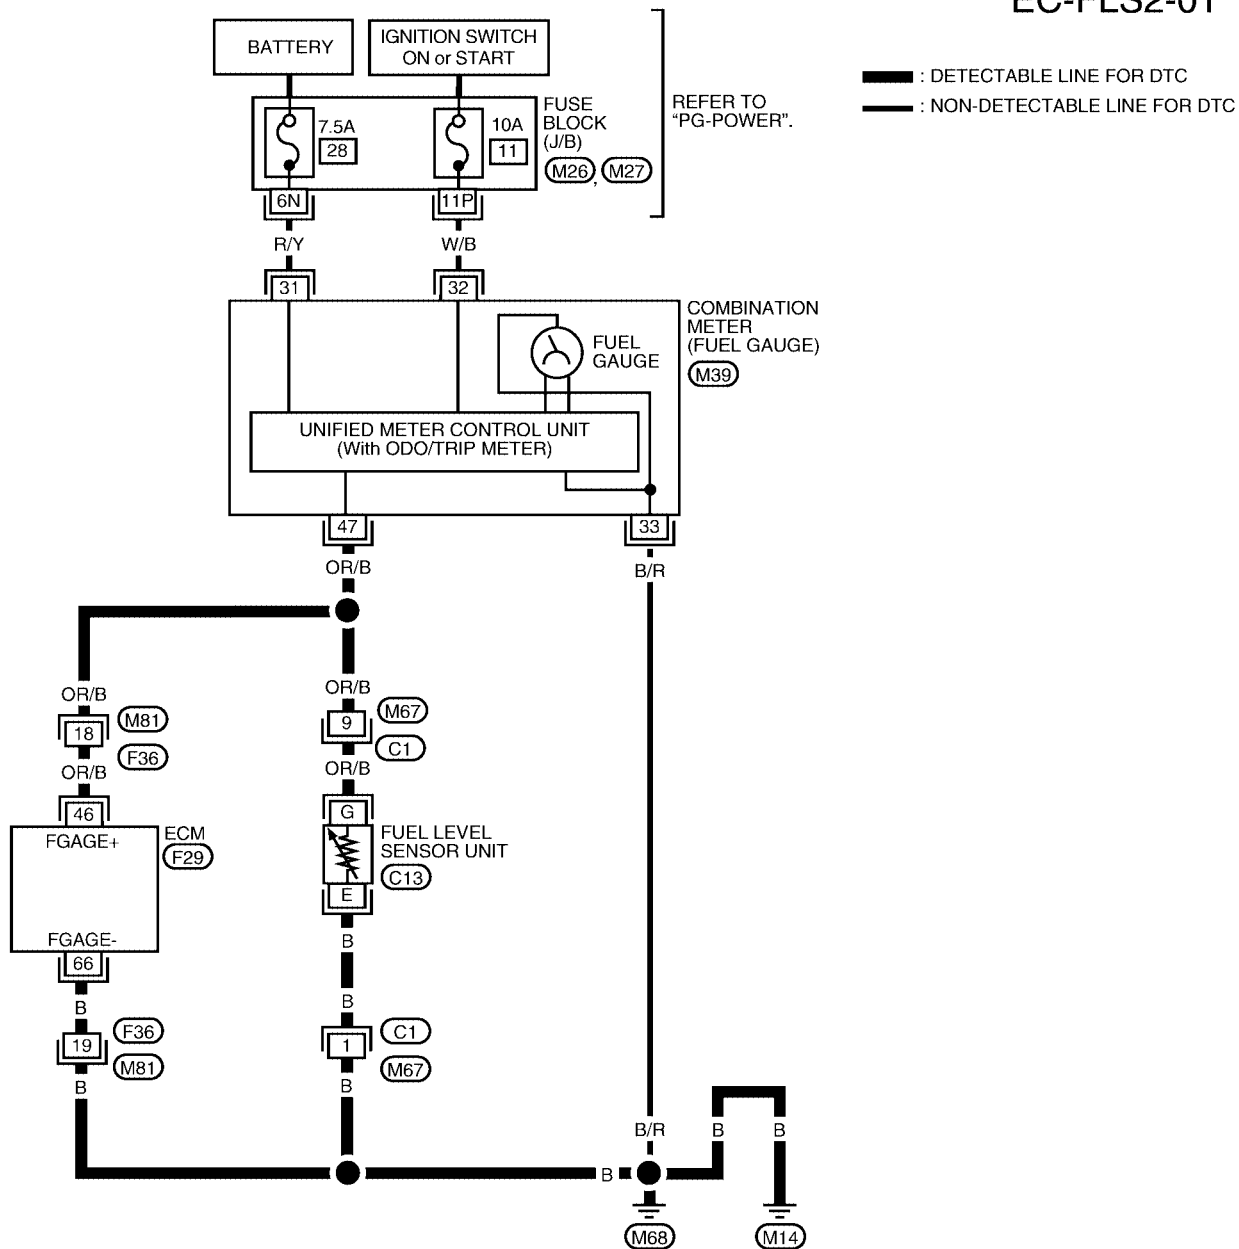 EC-FLS2-01
BATTERY
IGNITION SWITCH
ON or START
: DETECTABLE LINE FOR DTC
: NON-DETECTABLE LINE FOR DTC
REFER TO
"PG-POWER".
FUSE
BLOCK
(J/B)
M26 , M27
7.5A
28
10A
11
6N
11P
R/Y
W/B
31
32
COMBINATION
METER
(FUEL GAUGE)
M39
FUEL
GAUGE
UNIFIED METER CONTROL UNIT
(With ODO/TRIP METER)
47
33
OR/B
B/R
OR/B
OR/B
M81
18
F36
OR/B
M67
9
C1
OR/B
46
FGAGE+
ECM
F29
FGAGE-
66
G
FUEL LEVEL
SENSOR UNIT
C13
E
B
B
B
F36
19
M81
B
C1
1
M67
B
B/R
B
B
B
M68
M14